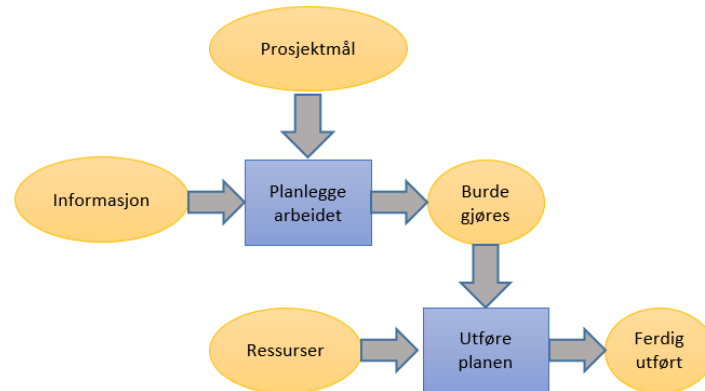 Prosjektmål
Informasjon
Planlegge
arbeidet
Burde
gjøres
Ressurser
Utføre
planen
Ferdig
utført